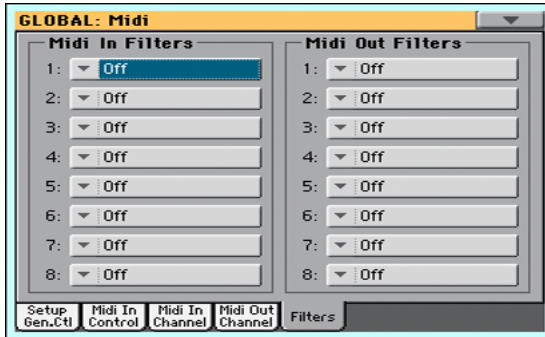 GLOBAL: Midi
Midi In Filters
1: Off
2: Off
3: Off
4: Off
5: Off
6: Off
7: Off
8: Off
Midi Out Filters
1: Off
2: Off
3: Off
4: Off
5: Off
6: Off
7: Off
8: Off
Setup Gen.Ctl
Midi In Control
Midi In Channel
Midi Out Channel
Filters